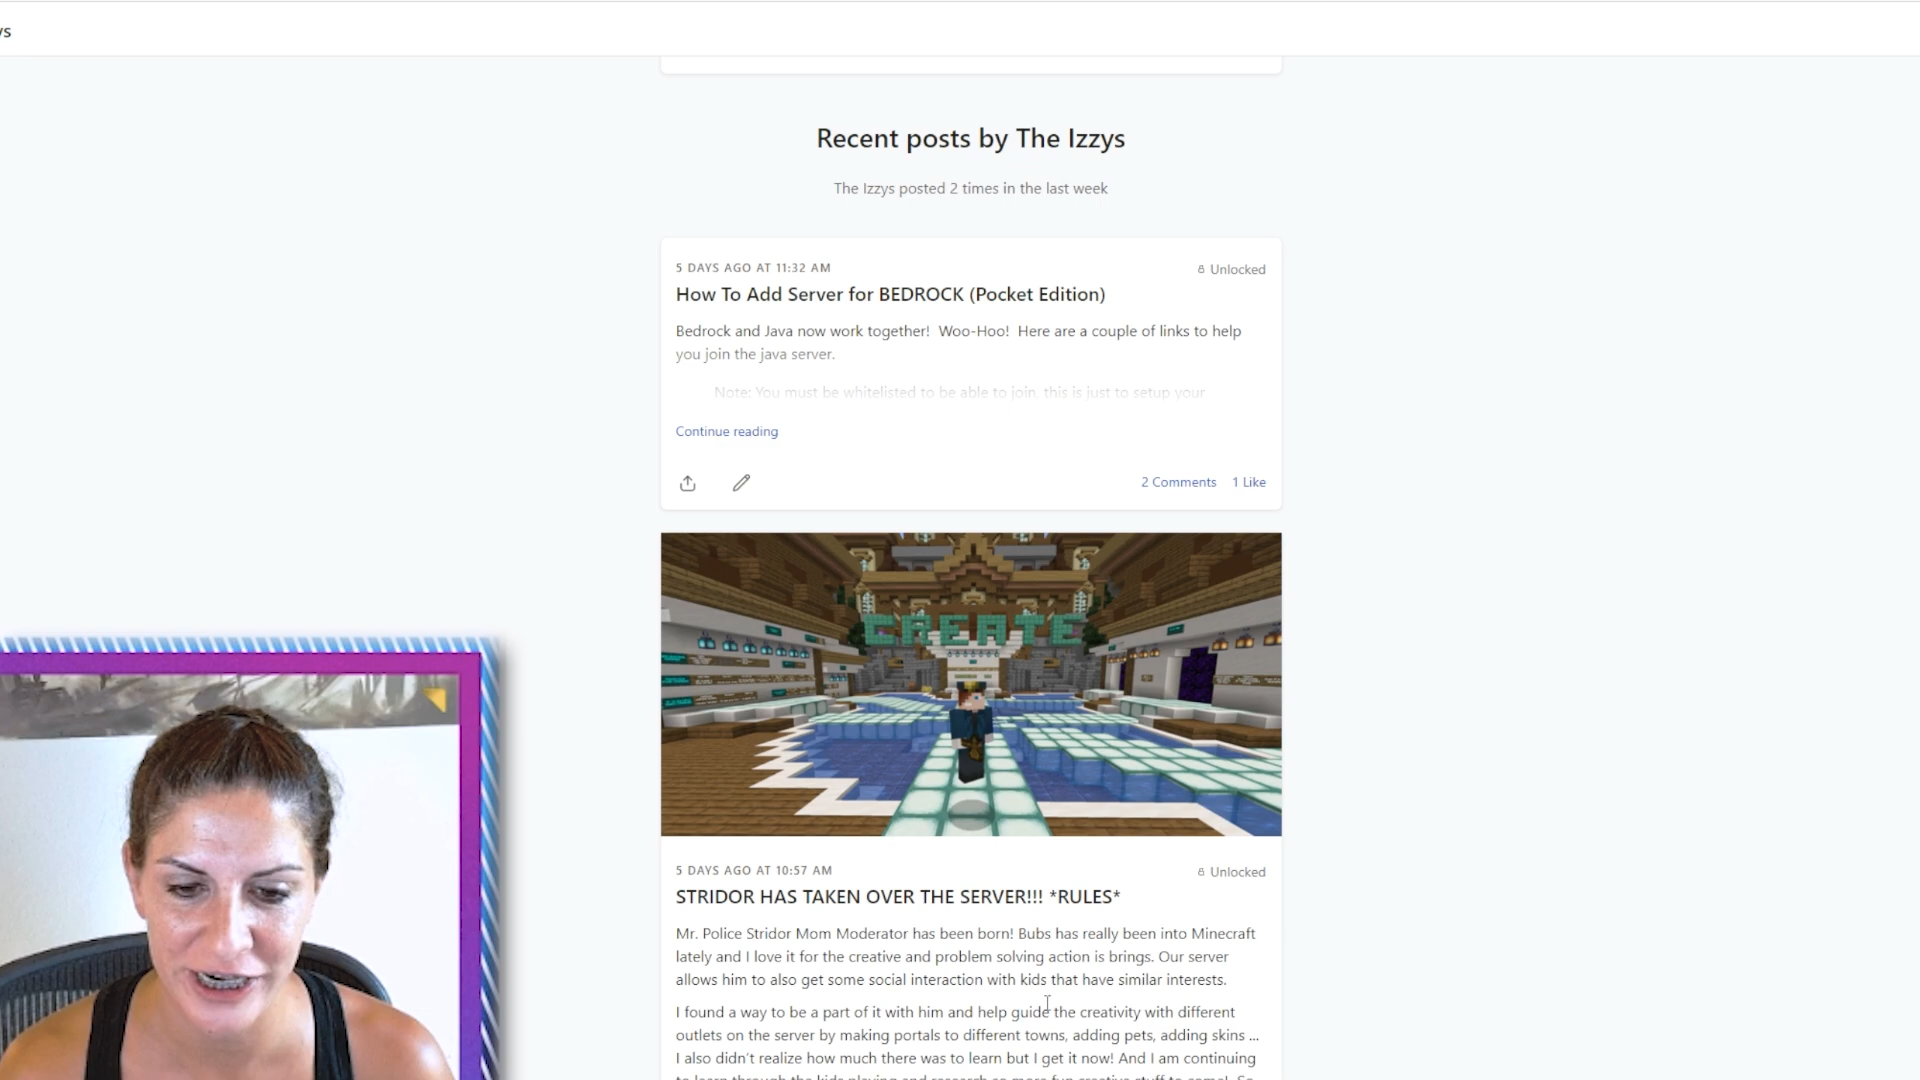 ys
Recent posts by The Izzys
The Izzys posted 2 times in the last week
5 DAYS AGO AT 11:32 AM
Unlocked
How To Add Server for BEDROCK (Pocket Edition)
Bedrock and Java now work together!  Woo-Hoo!  Here are a couple of links to help
you join the java server.
Note: You must be whitelisted to be able to join, this is just to setup your
Continue reading
2 Comments 1 Like
CREATE
5 DAYS AGO AT 10:57 AM
Unlocked
STRIDOR HAS TAKEN OVER THE SERVER!!! *RULES*
Mr. Police Stridor Mom Moderator has been born! Bubs has really been into Minecraft
lately and I love it for the creative and problem solving action is brings. Our server
allows him to also get some social interaction with kids that have similar interests.
I found a way to be a part of it with him and help guide the creativity with different
outlets on the server by making portals to different towns, adding pets, adding skins ...
I also didn't realize how much there was to learn but I get it now! And I am continuing